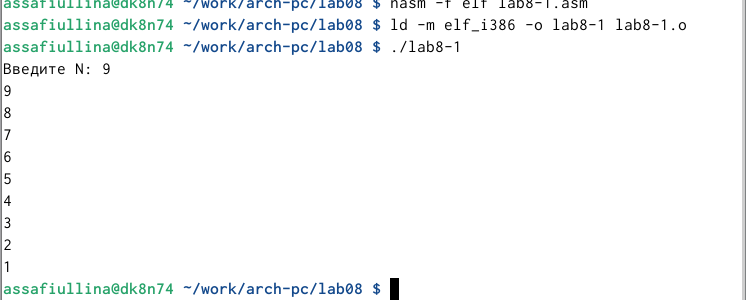 assafiullina@dk8n74 ~/work/arch-pc/lab08 $ nasm -f elf lab8-1.asm
assafiullina@dk8n74 ~/work/arch-pc/lab08 $ ld -m elf_i386 -o lab8-1 lab8-1.o
assafiullina@dk8n74 ~/work/arch-pc/lab08 $ ./lab8-1
Введите N: 9
9
8
7
6
5
4
3
2
1
assafiullina@dk8n74 ~/work/arch-pc/lab08 $